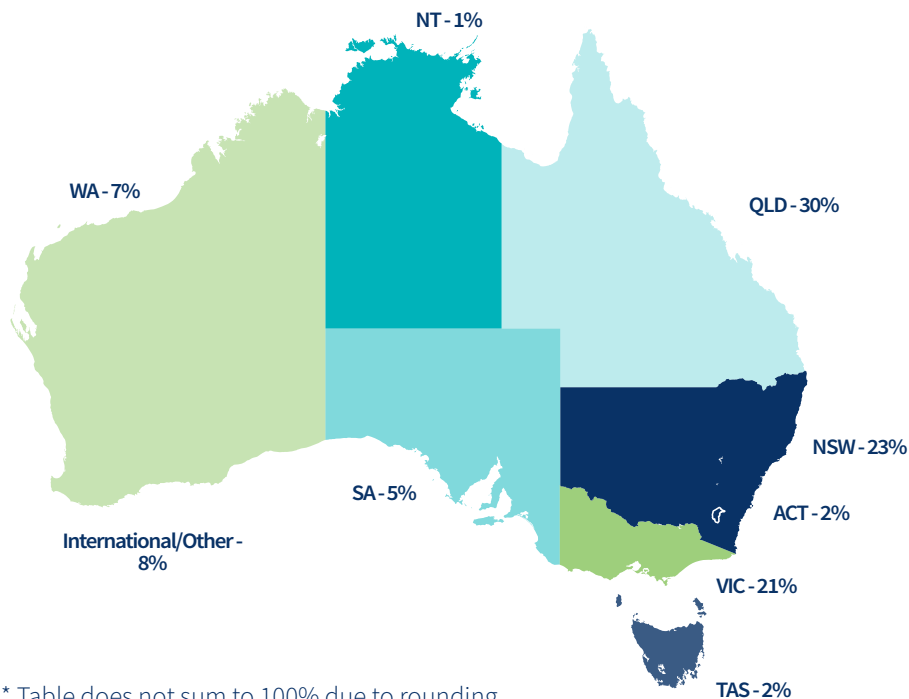 NT - 1%
WA - 7%
QLD - 30%
NSW - 23%
SA - 5%
ACT - 2%
International/Other -
8%
VIC - 21%
TAS - 2%
* Table does not sum to 100% due to rounding